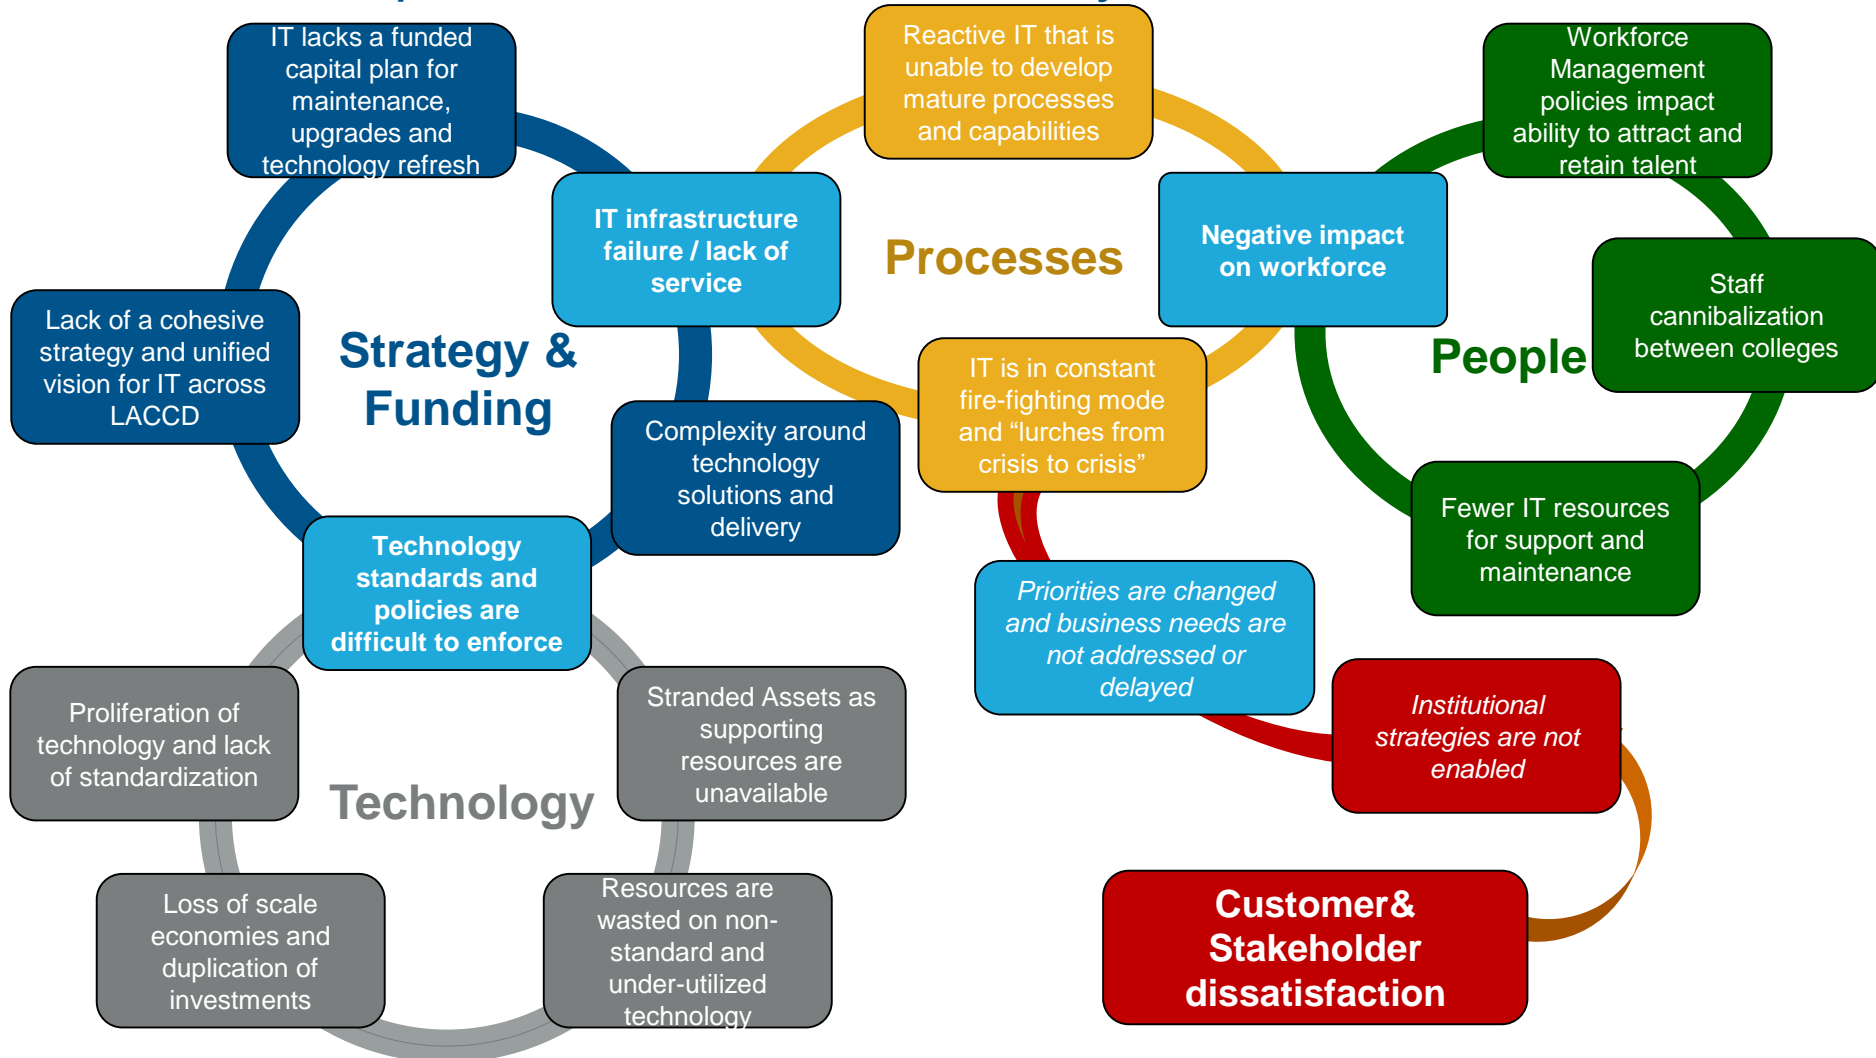 IT lacks a funded
capital plan for
maintenance,
upgrades and
technology refresh
Reactive IT that is
unable to develop
mature processes
and capabilities
Workforce
Management
policies impact
ability to attract and
retain talent
IT infrastructure
failure / lack of
service
Processes
Negative impact
on workforce
Staff
cannibalization
between colleges
Lack of a cohesive
strategy and unified
vision for IT across
LACCD
Strategy &
Funding
IT is in constant
fire-fighting mode
and “lurches from
crisis to crisis”
People
Complexity around
technology
solutions and
delivery
Fewer IT resources
for support and
maintenance
Technology
standards and
policies are
difficult to enforce
Priorities are changed
and business needs are
not addressed or
delayed
Proliferation of
technology and lack
of standardization
Stranded Assets as
supporting
resources are
unavailable
Institutional
strategies are not
enabled
Technology
Loss of scale
economies and
duplication of
investments
Resources are
wasted on non-
standard and
under-utilized
technology
Customer&
Stakeholder
dissatisfaction